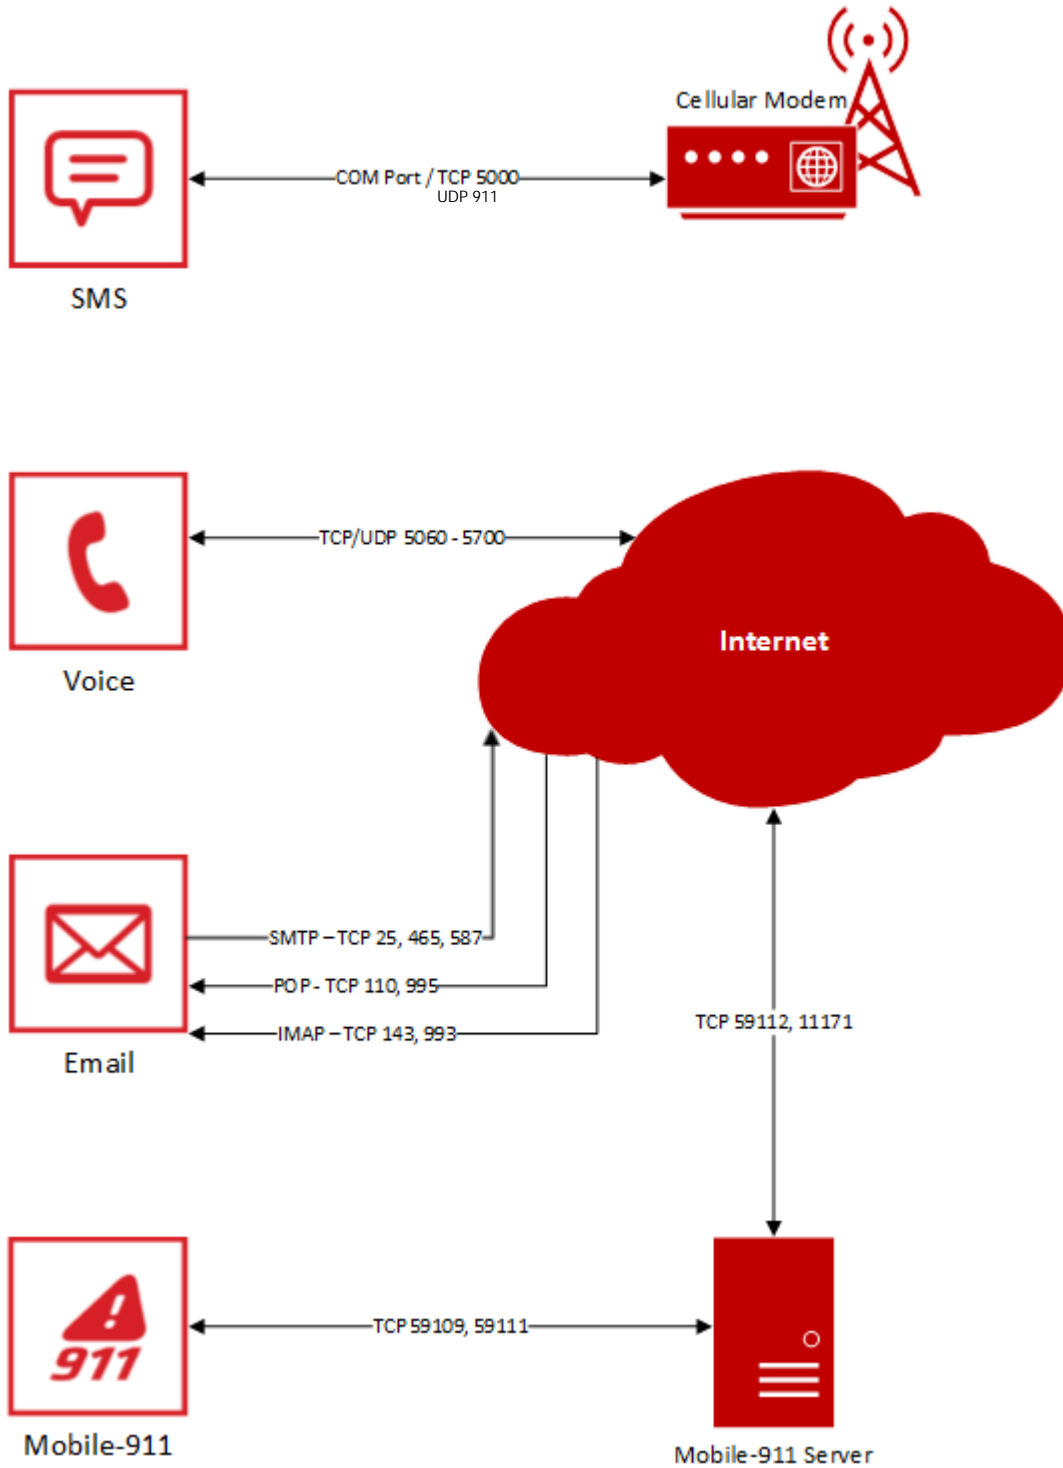 Cellular Modem
COM Port / TCP 5000
UDP 911
SMS
TCP/UDP 5060 - 5700
Internet
Voice
SMTP – TCP 25, 465, 587
POP - TCP 110, 995
IMAP – TCP 143, 993
TCP 59112, 11171
Email
911
TCP 59109, 59111
Mobile-911
Mobile-911 Server